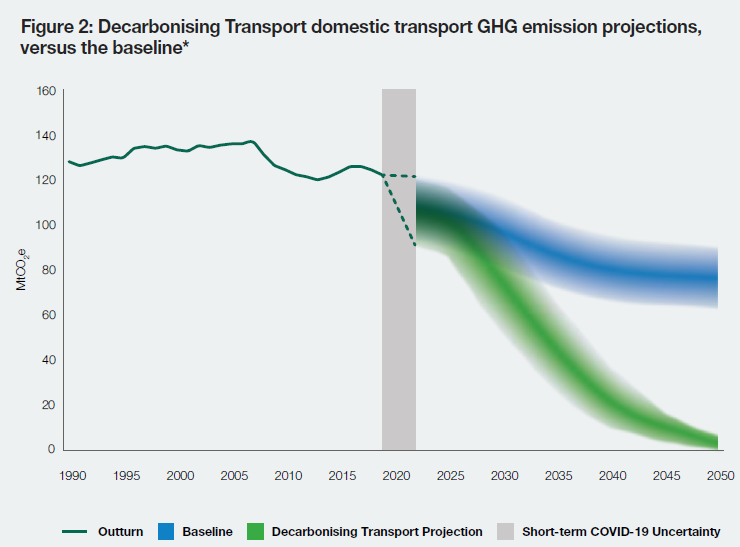 Figure 2: Decarbonising Transport domestic transport GHG emission projections,
versus the baseline*
160
140
120
100
80
60
40
20
0
MtCO₂e
1990 1995 2000 2005 2010 2015 2020 2025 2030 2035 2040 2045 2050
Outturn Baseline Decarbonising Transport Projection Short-term COVID-19 Uncertainty